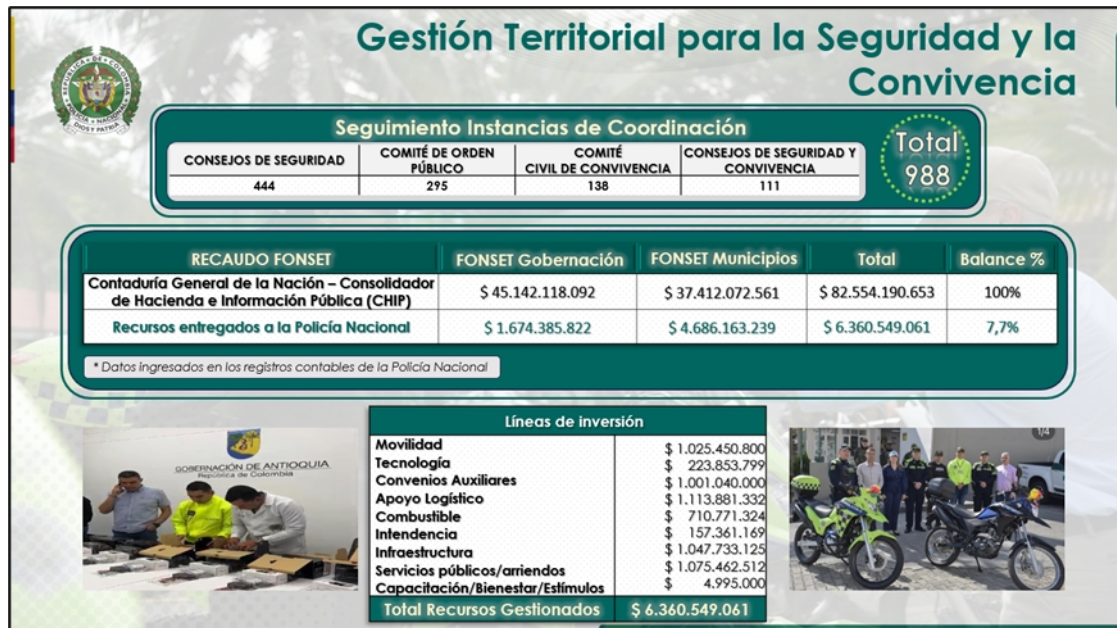 Gestión Territorial para la Seguridad y la
Convivencia
REPUBLICA DE COLOMBIA
POLICIA NACIONAL
DIOS Y PATRIA
Seguimiento Instancias de Coordinación
Total
988
CONSEJOS DE SEGURIDAD
COMITÉ DE ORDEN
PÚBLICO
COMITÉ
CIVIL DE CONVIVENCIA
CONSEJOS DE SEGURIDAD Y
CONVIVENCIA
444 295 138 111
RECAUDO FONSET FONSET Gobernación FONSET Municipios Total Balance %
Contaduría General de la Nación – Consolidador
de Hacienda e Información Pública (CHIP)
$ 45.142.118.092 $ 37.412.072.561 $ 82.554.190.653 100%
Recursos entregados a la Policía Nacional $ 1.674.385.822 $ 4.686.163.239 $ 6.360.549.061 7,7%
* Datos ingresados en los registros contables de la Policía Nacional
GOBERNACIÓN DE ANTIOQUIA
República de Colombia
Líneas de inversión
Movilidad $ 1.025.450.800
Tecnología $ 223.853.799
Convenios Auxiliares $ 1.001.040.000
Apoyo Logístico $ 1.113.881.332
Combustible $ 710.771.324
Intendencia $ 157.361.169
Infraestructura $ 1.047.733.125
Servicios públicos/arriendos $ 1.075.462.512
Capacitación/Bienestar/Estímulos $ 4.995.000
Total Recursos Gestionados $ 6.360.549.061
1/4